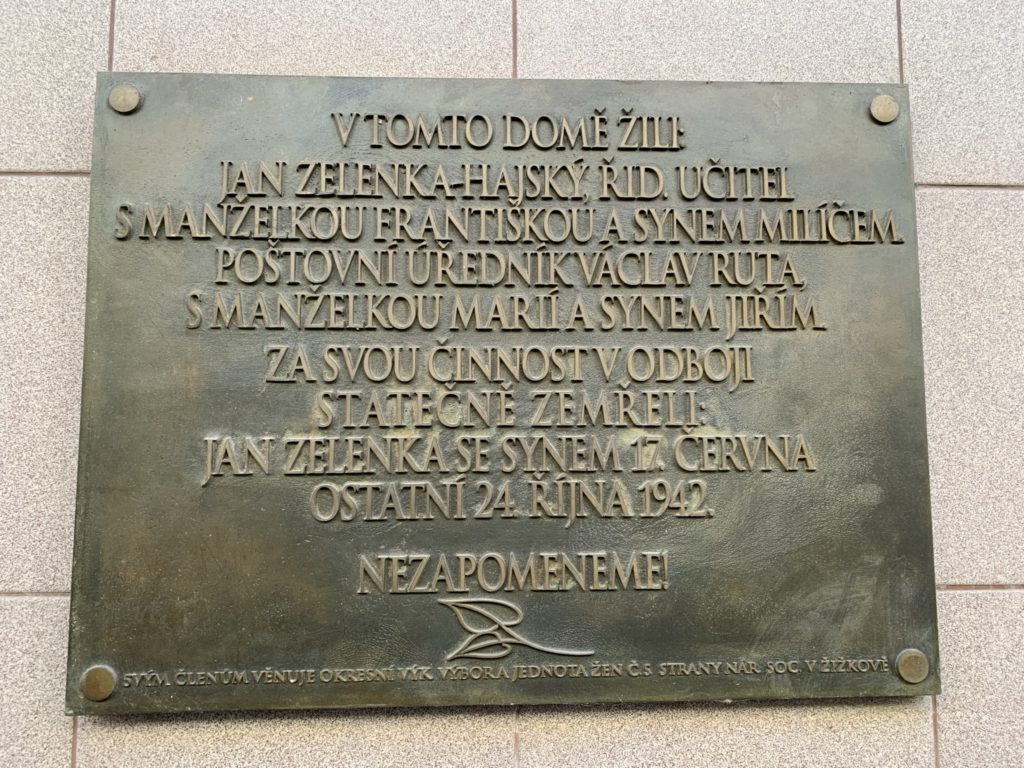 V TOMTO DOMĚ ŽILI:
JAN ZELENKA-HAJSKÝ, ŘÍD. UČITEL
S MANŽELKOU FRANTIŠKOU A SYNEM MILÍČEM.
POŠTOVNÍ ÚŘEDNÍK VÁCLAV RUTA,
S MANŽELKOU MARIÍ A SYNEM JIŘÍM.
ZA SVOU ČINNOST V ODBOJI
STATEČNĚ ZEMŘELI:
JAN ZELENKA SE SYNEM 17. ČERVNA
OSTATNÍ 24. ŘÍJNA 1942.
NEZAPOMENEME!
SVÝM ČLENŮM VĚNUJE OKRESNÍ VÝK. VÝBOR A JEDNOTA ŽEN Č.S. STRANY NÁR. SOC. V ŽIŽKOVĚ